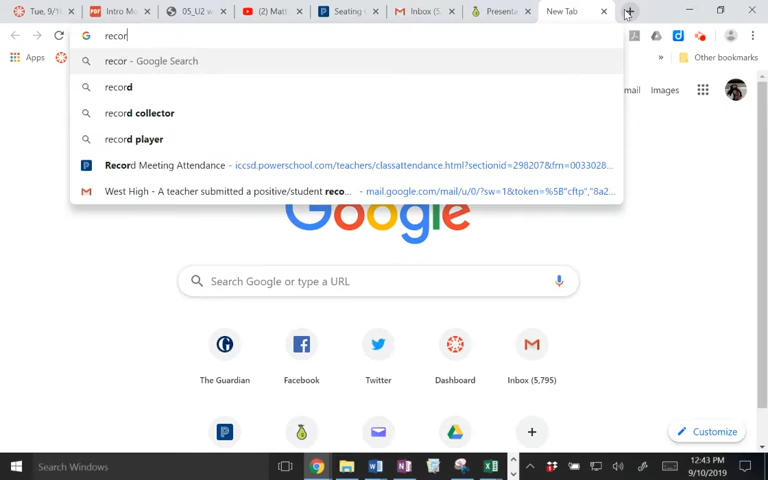 Tue, 9/1
Intro Mo
05_U2 w
(2) Matt
Seating
Inbox (5,
Presenta
New Tab
recor
Apps
Other bookmarks
recor - Google Search
record
record collector
record player
Record Meeting Attendance - iccsd.powerschool.com/teachers/classattendance.html?sectionid=298207&frn=0033028...
West High - A teacher submitted a positive/student reco... - mail.google.com/mail/u/0/?sw=1&token=%5B"cftp","8a2...
mail
Images
Google
Search Google or type a URL
The Guardian
Facebook
Twitter
Dashboard
Inbox (5,795)
Customize
Search Windows
12:43 PM
9/10/2019